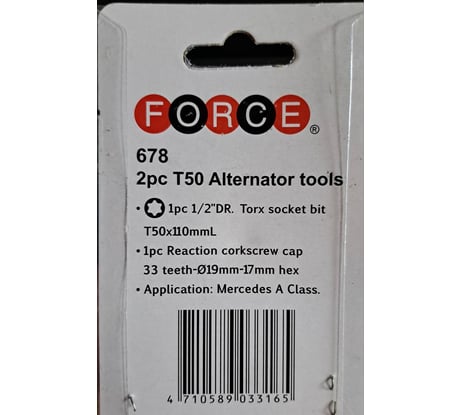 FORCE®
678
2pc T50 Alternator tools
• 1pc 1/2"DR. Torx socket bit
T50x110mmL
• 1pc Reaction corkscrew cap
33 teeth-Ø19mm-17mm hex
• Application: Mercedes A Class.
4 710589 033165